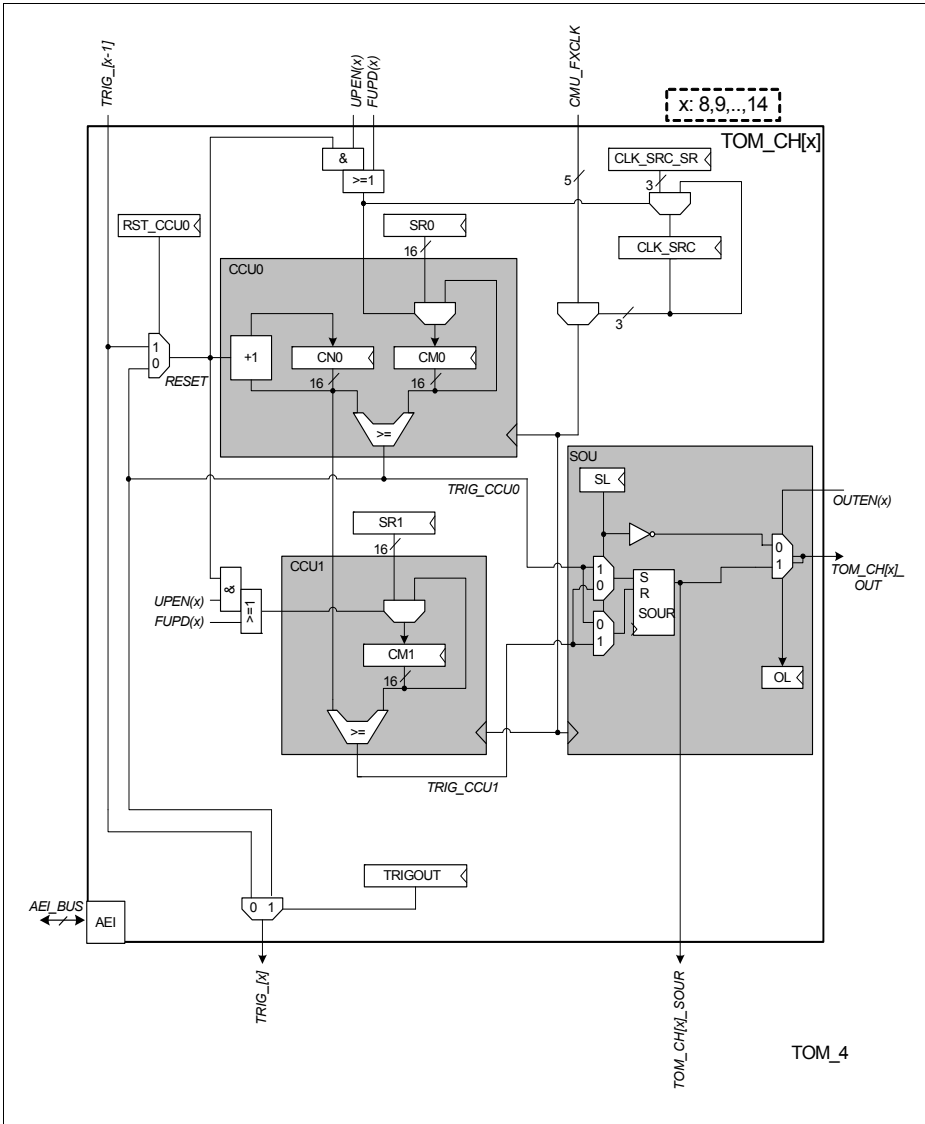 TRIG_[x-1]
UPEN(x)
FUPD(x)
CMU_FXCLK
x: 8,9,..,14
TOM_CH[x]
&
>=1
5
CLK_SRC_SR
3
RST_CCU0
SR0
16
CLK_SRC
CCU0
3
1
0
RESET
+1
CN0
CM0
16
16
>=
TRIG_CCU0
SOU
SL
OUTEN(x)
SR1
16
CCU1
0
1
TOM_CH[x]_
OUT
1
0
S
R
SOUR
&
>=1
UPEN(x)
FUPD(x)
0
1
CM1
16
OL
>=
TRIG_CCU1
TRIGOUT
AEI_BUS
AEI
0 1
TRIG_[x]
TOM_CH[x]_SOUR
TOM_4